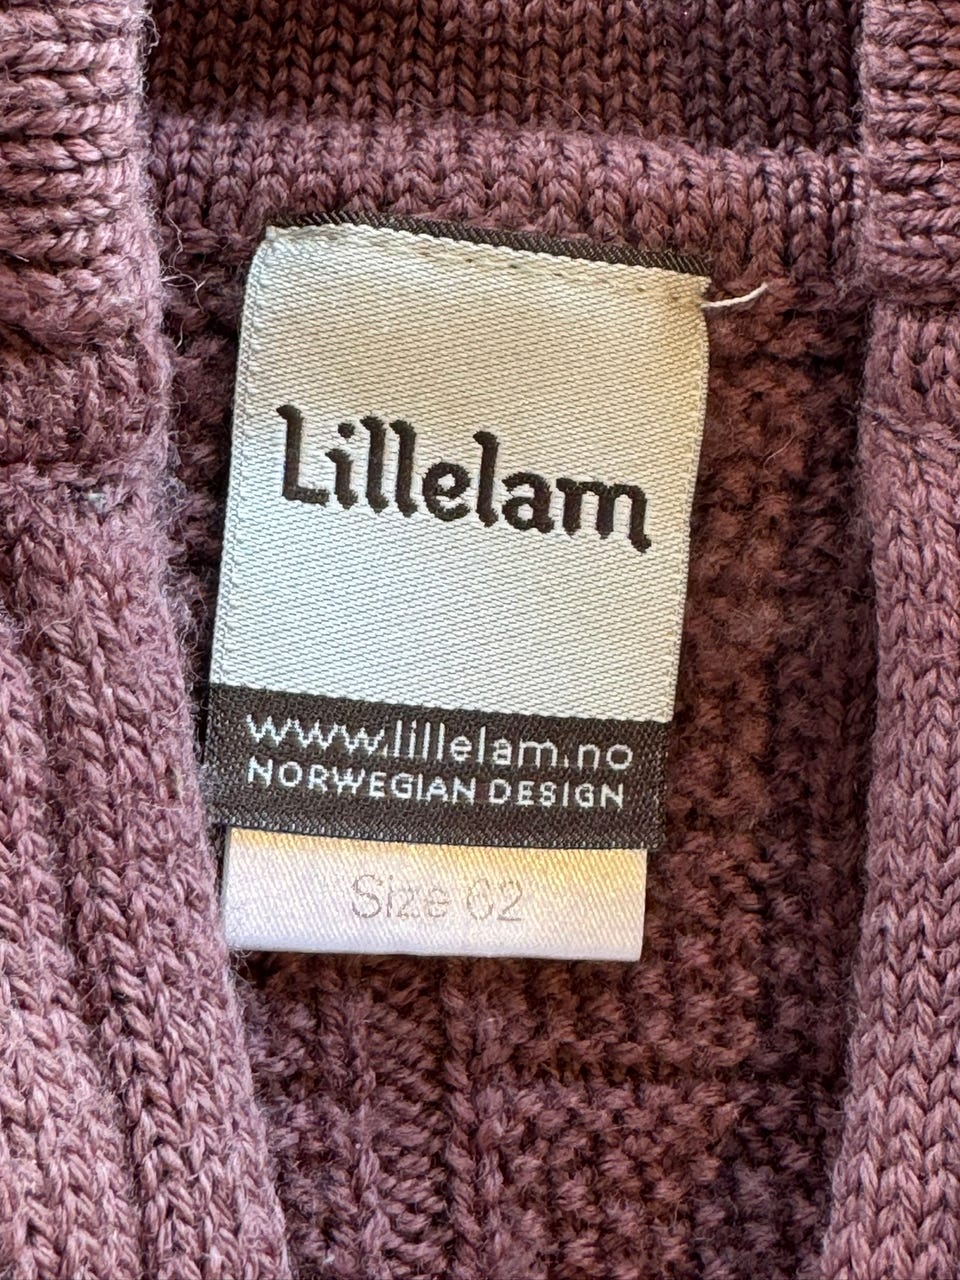 Lillelam
www.lillelam.no
NORWEGIAN DESIGN
Size 62